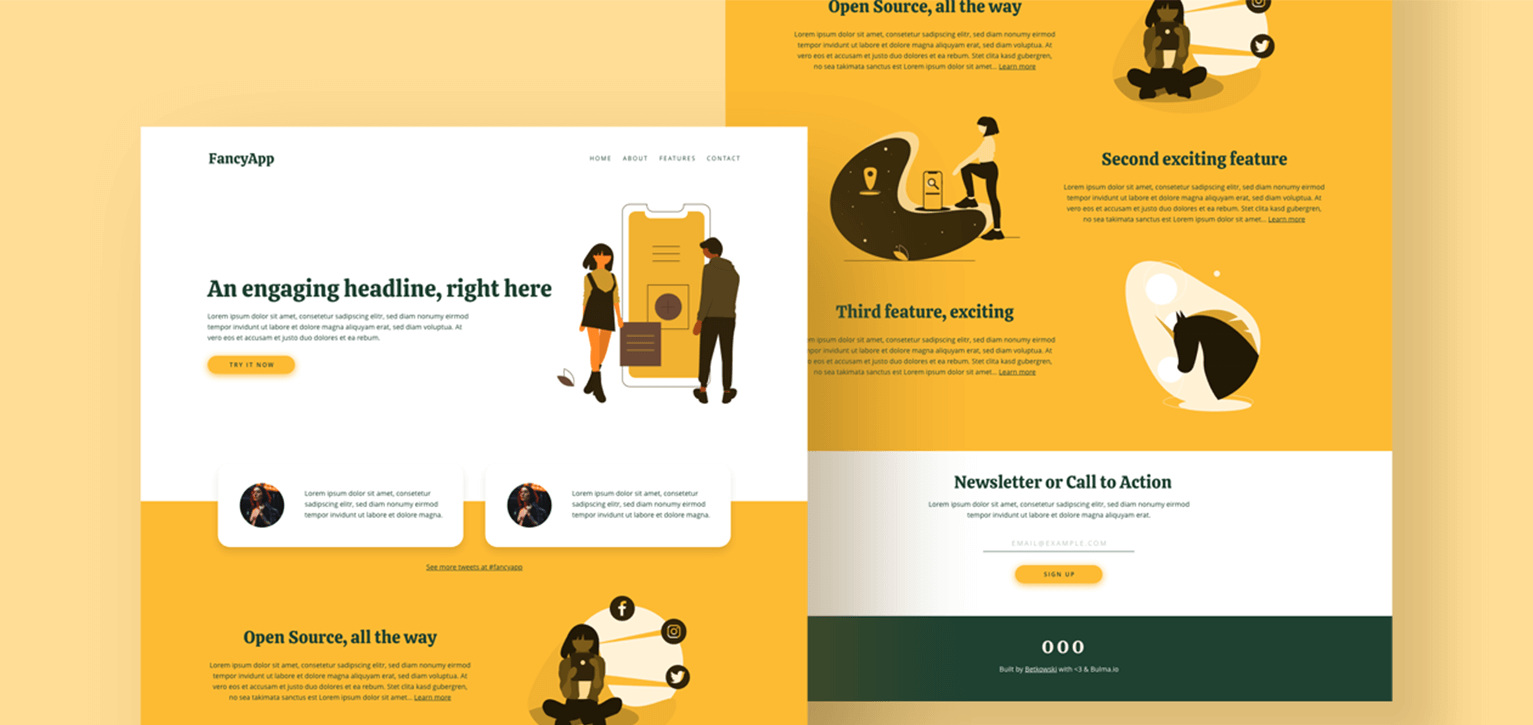 FancyApp
HOME ABOUT FEATURES CONTACT
An engaging headline, right here
Lorem ipsum dolor sit amet, consetetur sadipscing elitr, sed diam nonumy eirmod
tempor invidunt ut labore et dolore magna aliquyam erat, sed diam voluptua. At
vero eos et accusam et justo duo dolores et ea rebum.
TRY IT NOW
Lorem ipsum dolor sit amet, consetetur
sadipscing elitr, sed diam nonumy eirmod
tempor invidunt ut labore et dolore magna.
Lorem ipsum dolor sit amet, consetetur
sadipscing elitr, sed diam nonumy eirmod
tempor invidunt ut labore et dolore magna.
See more tweets at #fancyapp
Open Source, all the way
Lorem ipsum dolor sit amet, consetetur sadipscing elitr, sed diam nonumy eirmod
tempor invidunt ut labore et dolore magna aliquyam erat, sed diam voluptua. At
vero eos et accusam et justo duo dolores et ea rebum. Stet clita kasd gubergren,
no sea takimata sanctus est Lorem ipsum dolor sit amet... Learn more
Open Source, all the way
Lorem ipsum dolor sit amet, consetetur sadipscing elitr, sed diam nonumy eirmod
tempor invidunt ut labore et dolore magna aliquyam erat, sed diam voluptua. At
vero eos et accusam et justo duo dolores et ea rebum. Stet clita kasd gubergren,
no sea takimata sanctus est Lorem ipsum dolor sit amet... Learn more
Second exciting feature
Lorem ipsum dolor sit amet, consetetur sadipscing elitr, sed diam nonumy eirmod
tempor invidunt ut labore et dolore magna aliquyam erat, sed diam voluptua. At
vero eos et accusam et justo duo dolores et ea rebum. Stet clita kasd gubergren,
no sea takimata sanctus est Lorem ipsum dolor sit amet... Learn more
Third feature, exciting
ipsum dolor sit amet, consetetur sadipscing elitr, sed diam nonumy eirmod
invidunt ut labore et dolore magna aliquyam erat, sed diam voluptua. At
eos et accusam et justo duo dolores et ea rebum. Stet clita kasd gubergren,
no sea takimata sanctus est Lorem ipsum dolor sit amet... Learn more
Newsletter or Call to Action
Lorem ipsum dolor sit amet, consetetur sadipscing elitr, sed diam nonumy eirmod
tempor invidunt ut labore et dolore magna aliquyam erat.
EMAIL@EXAMPLE.COM
SIGN UP
O O O
Built by Betkowski with <3 & Bulma.io